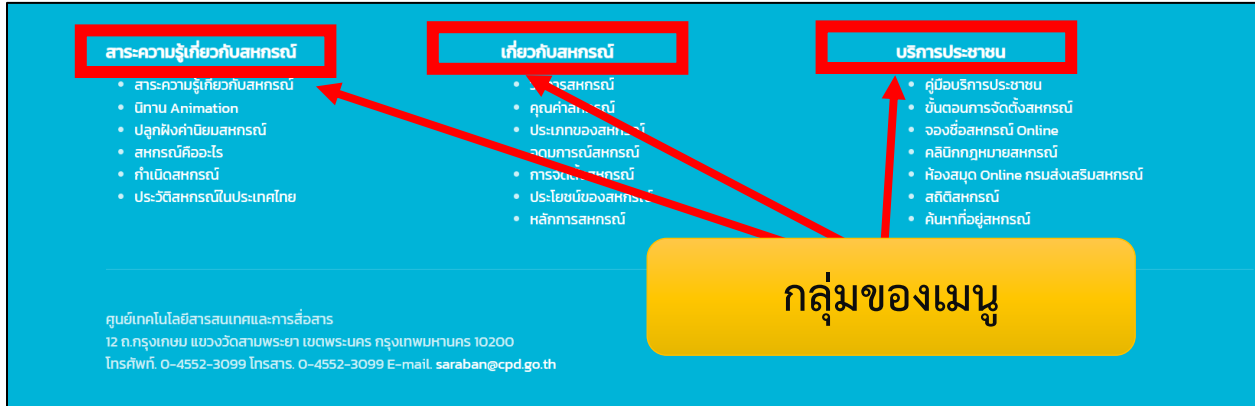 สาระความรู้เกี่ยวกับสหกรณ์
สาระความรู้เกี่ยวกับสหกรณ์
นิทาน Animation
ปลูกฝังค่านิยมสหกรณ์
สหกรณ์คืออะไร
กำเนิดสหกรณ์
ประวัติสหกรณ์ในประเทศไทย
เกี่ยวกับสหกรณ์
คุณค่าสหกรณ์
ประเภทของสหกรณ์
อุดมการณ์สหกรณ์
การจัดตั้งสหกรณ์
ประโยชน์ของสหกรณ์
หลักการสหกรณ์
บริการประชาชน
คู่มือบริการประชาชน
ขั้นตอนการจัดตั้งสหกรณ์
จองชื่อสหกรณ์ Online
คลินิกกฎหมายสหกรณ์
ห้องสมุด Online กรมส่งเสริมสหกรณ์
สถิติสหกรณ์
ค้นหาที่อยู่สหกรณ์
กลุ่มของเมนู
ศูนย์เทคโนโลยีสารสนเทศและการสื่อสาร
12 ถ.กรุงเกษม แขวงวัดสามพระยา เขตพระนคร กรุงเทพมหานคร 10200
โทรศัพท์. 0-4552-3099 โทรสาร. 0-4552-3099 E-mail. saraban@cpd.go.th